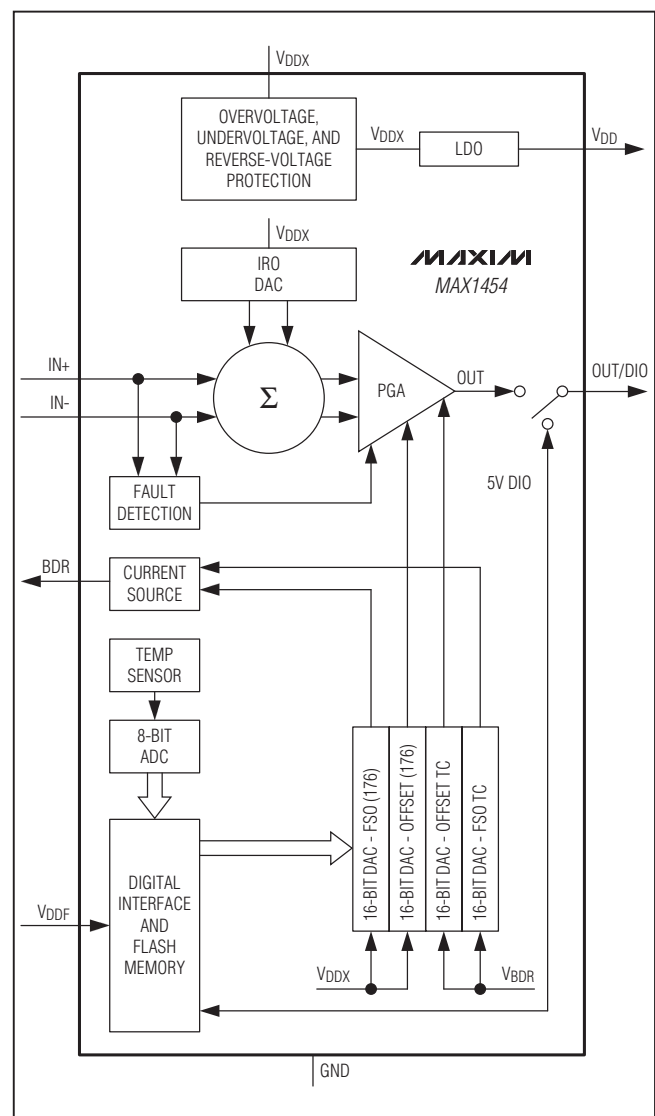 VDDX
OVERVOLTAGE,
UNDERVOLTAGE, AND
REVERSE-VOLTAGE
PROTECTION
VDDX
LDO
VDD
VDDX
IRO
DAC
MAXIM
MAX1454
IN+
IN-
Σ
PGA
OUT
OUT/DIO
5V DIO
FAULT
DETECTION
BDR
CURRENT
SOURCE
TEMP
SENSOR
8-BIT
ADC
DIGITAL
INTERFACE
AND
FLASH
MEMORY
VDDF
16-BIT DAC - FSO (176)
16-BIT DAC - OFFSET (176)
16-BIT DAC - OFFSET TC
16-BIT DAC - FSO TC
VDDX
VBDR
GND